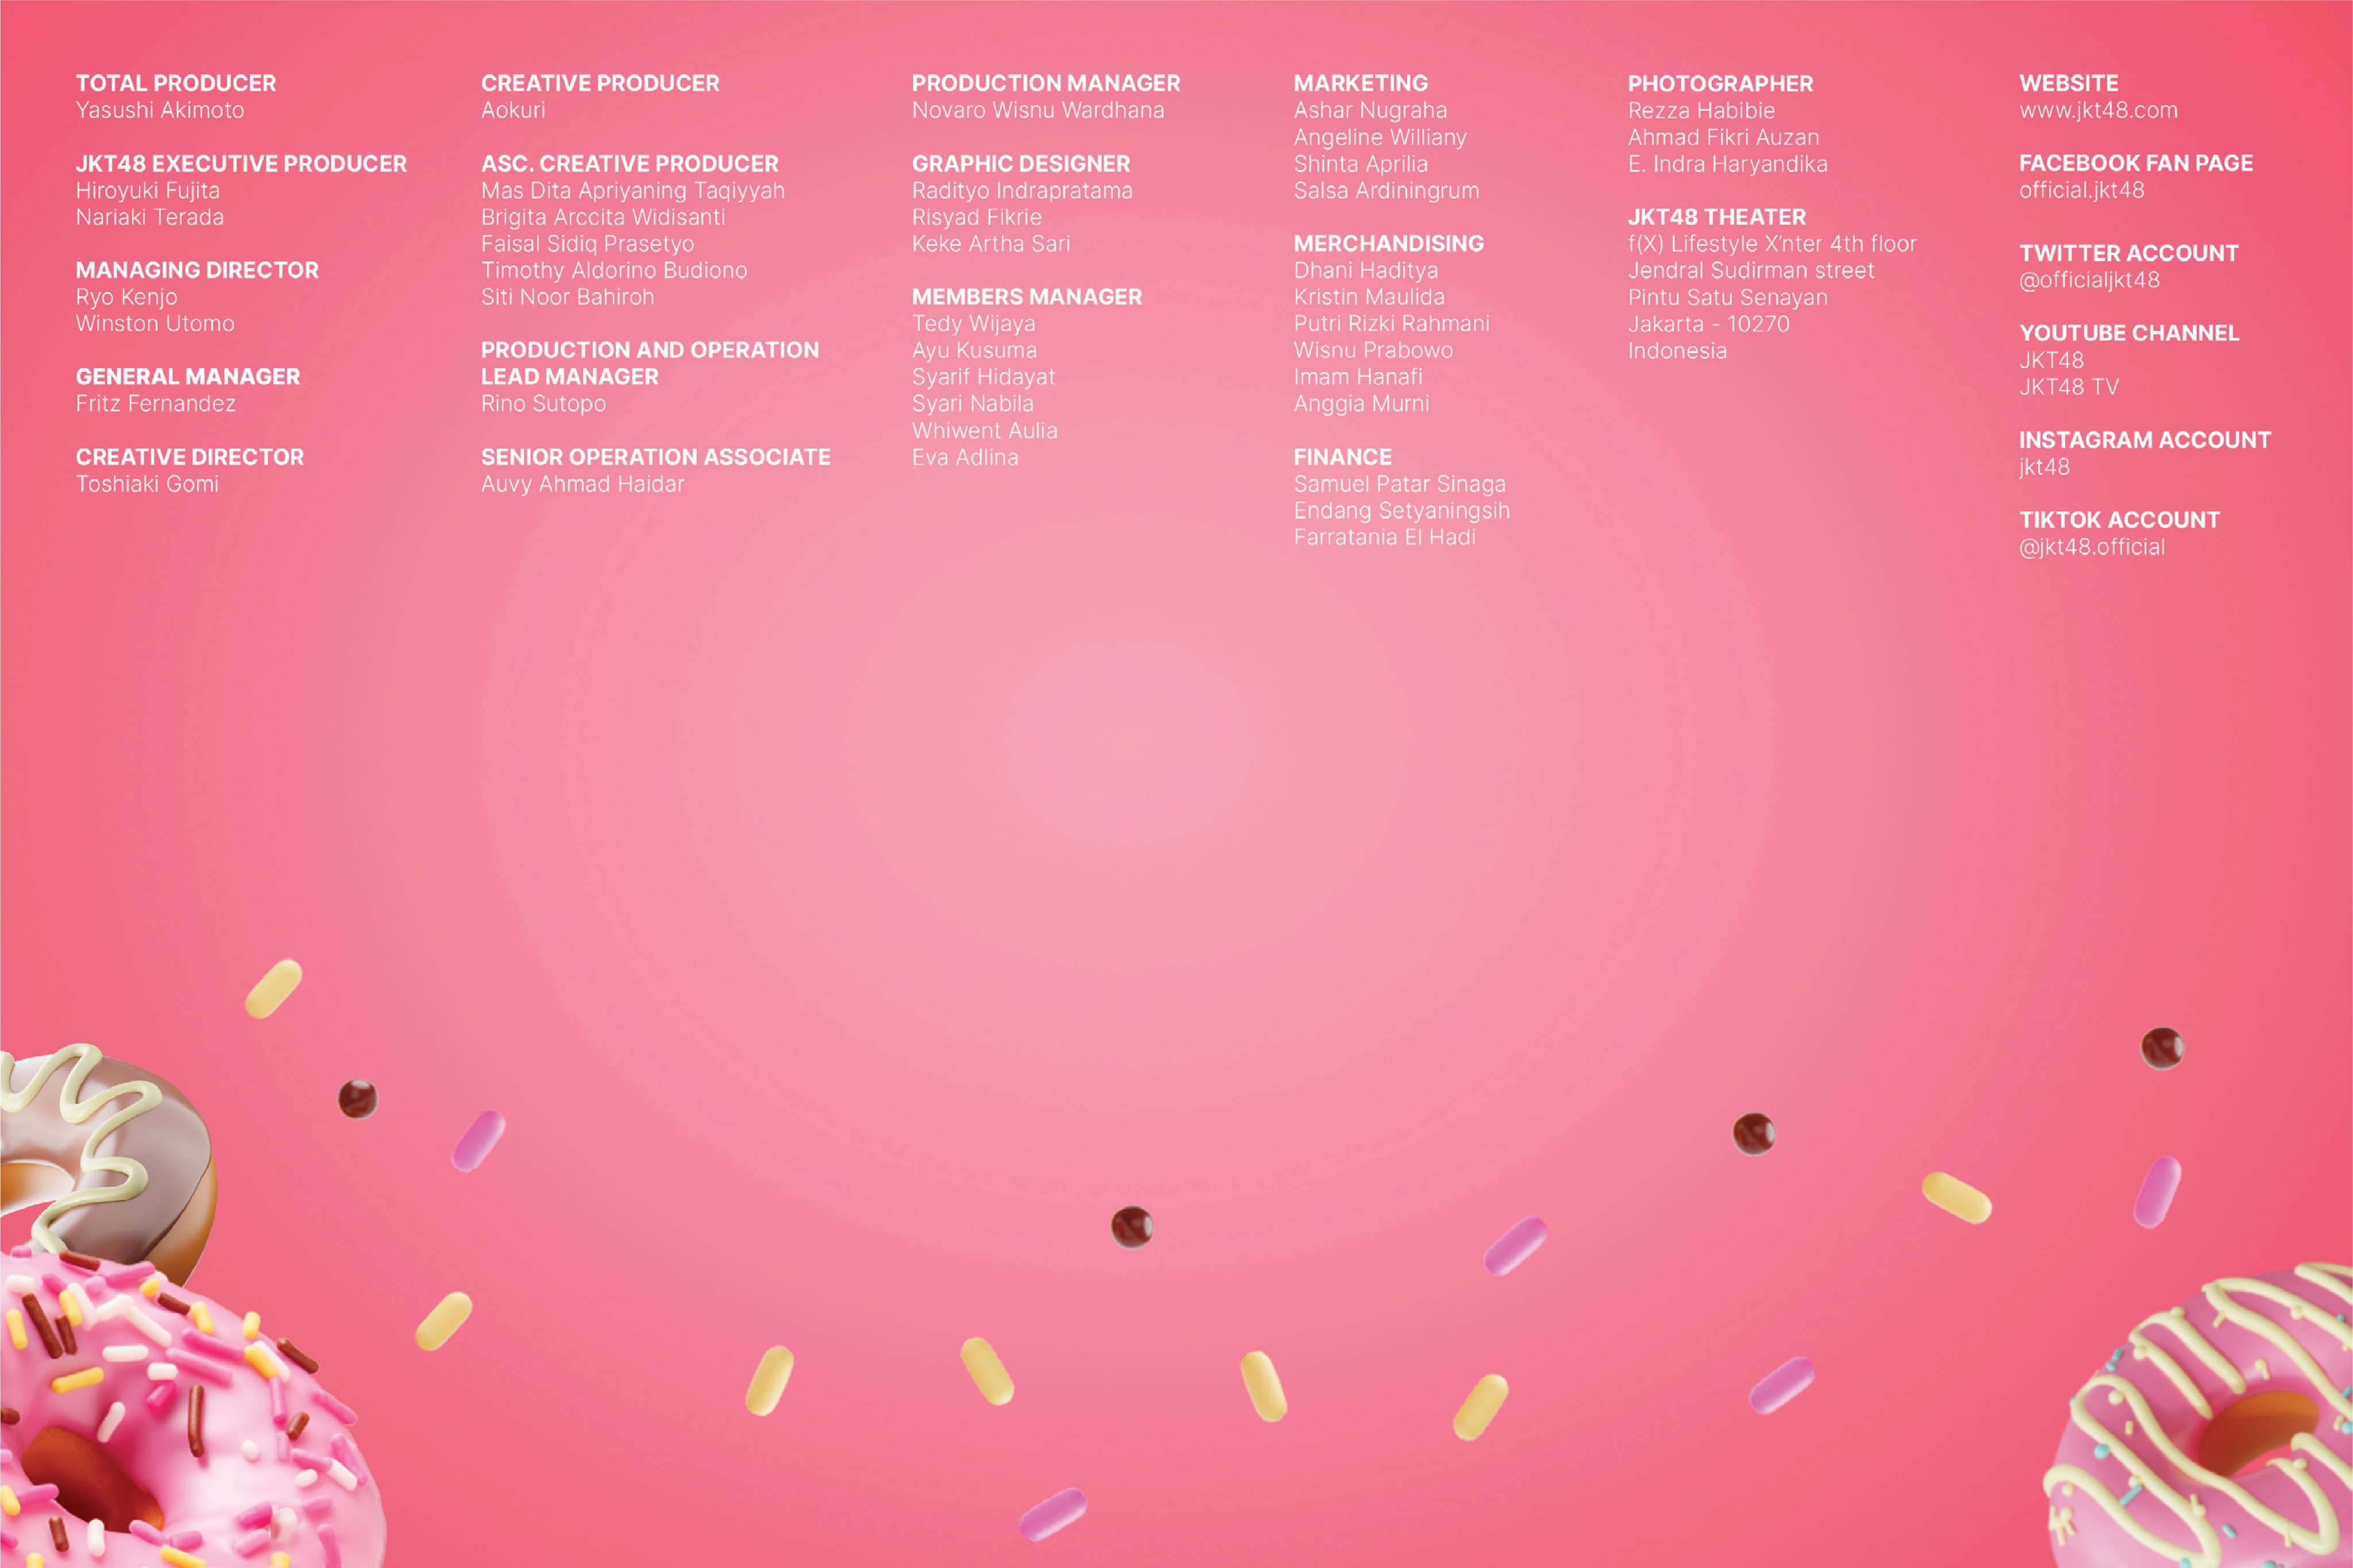 TOTAL PRODUCER
Yasushi Akimoto
JKT48 EXECUTIVE PRODUCER
Hiroyuki Fujita
Nariaki Terada
MANAGING DIRECTOR
Ryo Kenjo
Winston Utomo
GENERAL MANAGER
Fritz Fernandez
CREATIVE DIRECTOR
Toshiaki Gomi
CREATIVE PRODUCER
Aokuri
ASC. CREATIVE PRODUCER
Mas Dita Apriyaning Taqiyyah
Brigita Arccita Widisanti
Faisal Sidiq Prasetyo
Timothy Aldorino Budiono
Siti Noor Bahiroh
PRODUCTION AND OPERATION
LEAD MANAGER
Rino Sutopo
SENIOR OPERATION ASSOCIATE
Auvy Ahmad Haidar
PRODUCTION MANAGER
Novaro Wisnu Wardhana
GRAPHIC DESIGNER
Radityo Indrapratama
Risyad Fikrie
Keke Artha Sari
MEMBERS MANAGER
Tedy Wijaya
Ayu Kusuma
Syarif Hidayat
Syari Nabila
Whiwent Aulia
Eva Adlina
MARKETING
Ashar Nugraha
Angeline Williany
Shinta Aprilia
Salsa Ardiningrum
MERCHANDISING
Dhani Haditya
Kristin Maulida
Putri Rizki Rahmani
Wisnu Prabowo
Imam Hanafi
Anggia Murni
FINANCE
Samuel Patar Sinaga
Endang Setyaningsih
Farratania El Hadi
PHOTOGRAPHER
Rezza Habibie
Ahmad Fikri Auzan
E. Indra Haryandika
JKT48 THEATER
f(X) Lifestyle X'nter 4th floor
Jendral Sudirman street
Pintu Satu Senayan
Jakarta - 10270
Indonesia
WEBSITE
www.jkt48.com
FACEBOOK FAN PAGE
official.jkt48
TWITTER ACCOUNT
@officialjkt48
YOUTUBE CHANNEL
JKT48
JKT48 TV
INSTAGRAM ACCOUNT
jkt48
TIKTOK ACCOUNT
@jkt48.official